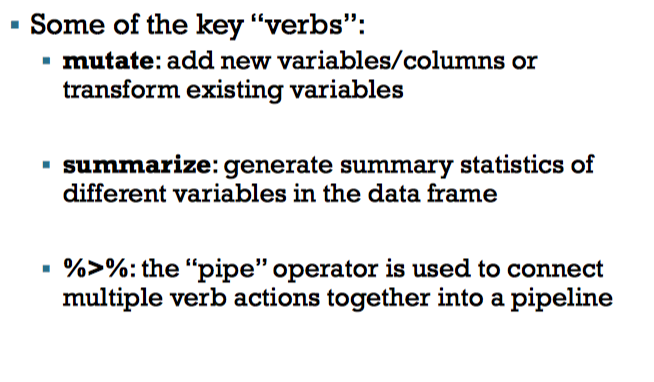 ▪ Some of the key “verbs”:
▪ mutate: add new variables/columns or
transform existing variables
▪ summarize: generate summary statistics of
different variables in the data frame
▪ %>%: the “pipe” operator is used to connect
multiple verb actions together into a pipeline